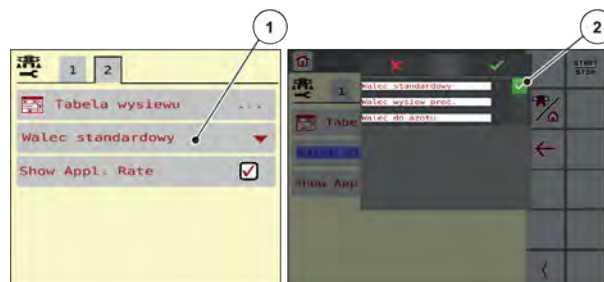 1
2
1 2
Tabela wysiewu ...
Walec standardowy
Show Appl. Rate
START
STOP
Walec standardowy
Walec wysiew prec.
Walec do azotu
1
Tabe
Show App